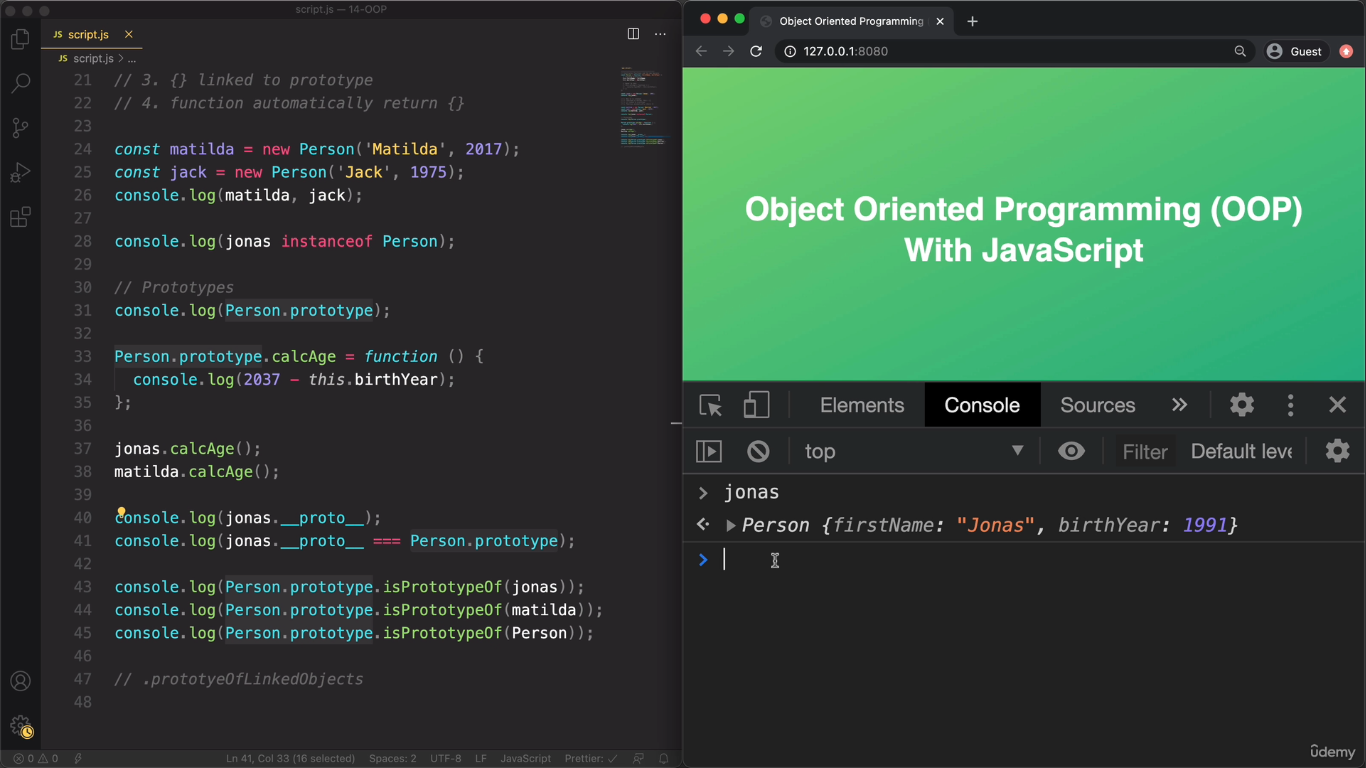 script.js — 14-OOP
JS script.js ×
JS script.js > ...
21 // 3. {} linked to prototype
22 // 4. function automatically return {}
23
24 const matilda = new Person('Matilda', 2017);
25 const jack = new Person('Jack', 1975);
26 console.log(matilda, jack);
27
28 console.log(jonas instanceof Person);
29
30 // Prototypes
31 console.log(Person.prototype);
32
33 Person.prototype.calcAge = function () {
34 console.log(2037 - this.birthYear);
35 };
36
37 jonas.calcAge();
38 matilda.calcAge();
39
40 console.log(jonas.__proto__);
41 console.log(jonas.__proto__ === Person.prototype);
42
43 console.log(Person.prototype.isPrototypeOf(jonas));
44 console.log(Person.prototype.isPrototypeOf(matilda));
45 console.log(Person.prototype.isPrototypeOf(Person));
46
47 // .prototyeOfLinkedObjects
48
0 0 Ln 41, Col 33 (16 selected) Spaces: 2 UTF-8 LF JavaScript Prettier: ✓
Object Oriented Programming × +
127.0.0.1:8080 Guest
Object Oriented Programming (OOP)
With JavaScript
Elements Console Sources »
top Filter Default leve
> jonas
Person {firstName: "Jonas", birthYear: 1991}
>
ûdemy